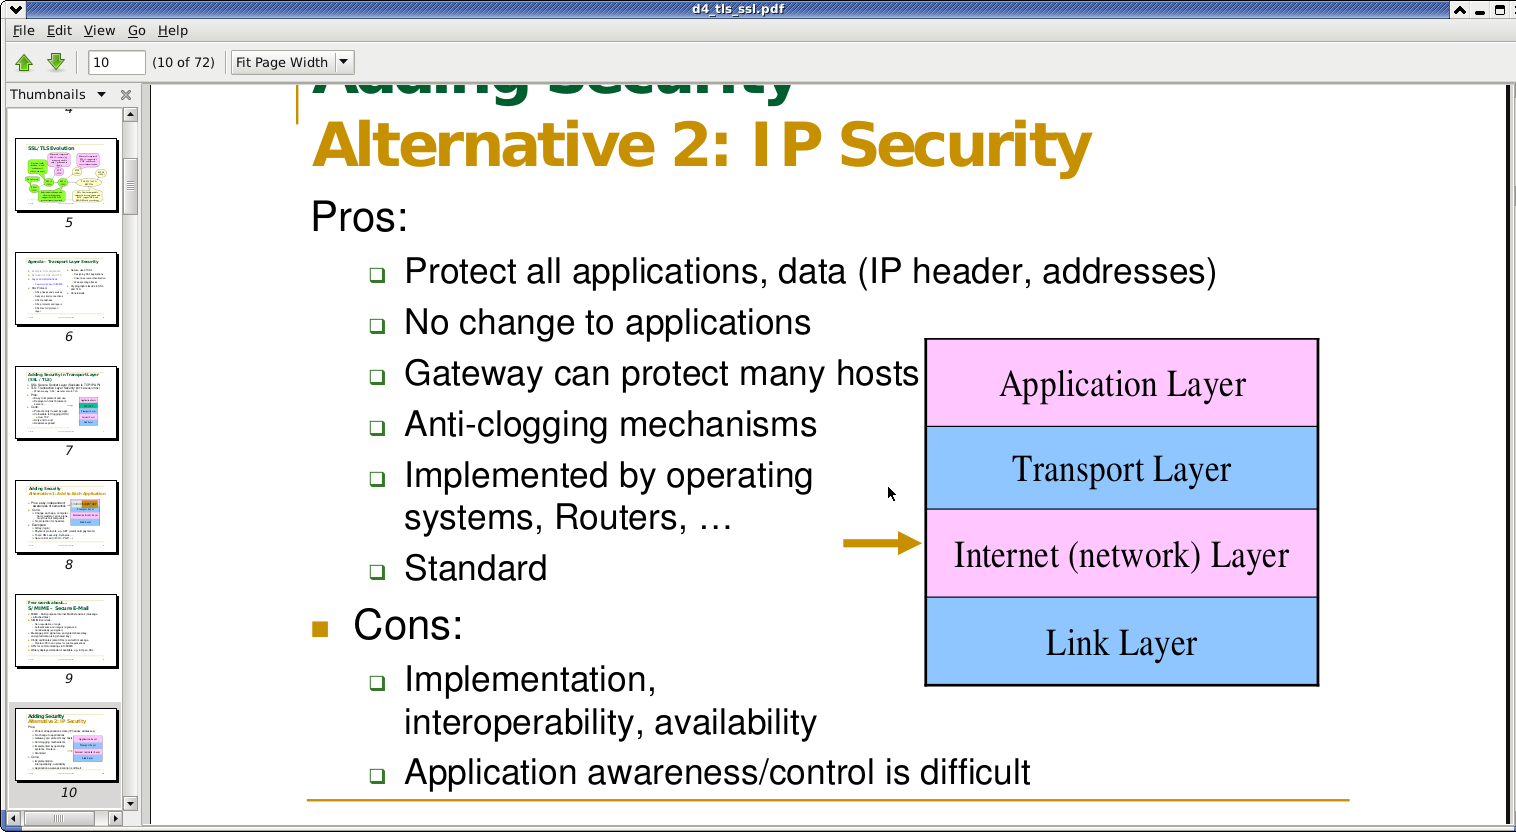 d4_tls_ssl.pdf
File Edit View Go Help
10 (10 of 72) Fit Page Width
Thumbnails
4
SSL/TLS Evolution
5
Agenda - Transport Layer Security
6
Adding Security in Transport Layer
(SSL / TLS)
7
Adding Security
Alternative 1: Add to Each Application
8
Few words about...
S/MIME - Secure E-Mail
9
Adding Security
Alternative 2: IP Security
10
Adding Security
Alternative 2: IP Security
Pros:
Protect all applications, data (IP header, addresses)
No change to applications
Gateway can protect many hosts
Anti-clogging mechanisms
Implemented by operating
systems, Routers, …
Standard
Cons:
Implementation,
interoperability, availability
Application awareness/control is difficult
Application Layer
Transport Layer
Internet (network) Layer
Link Layer